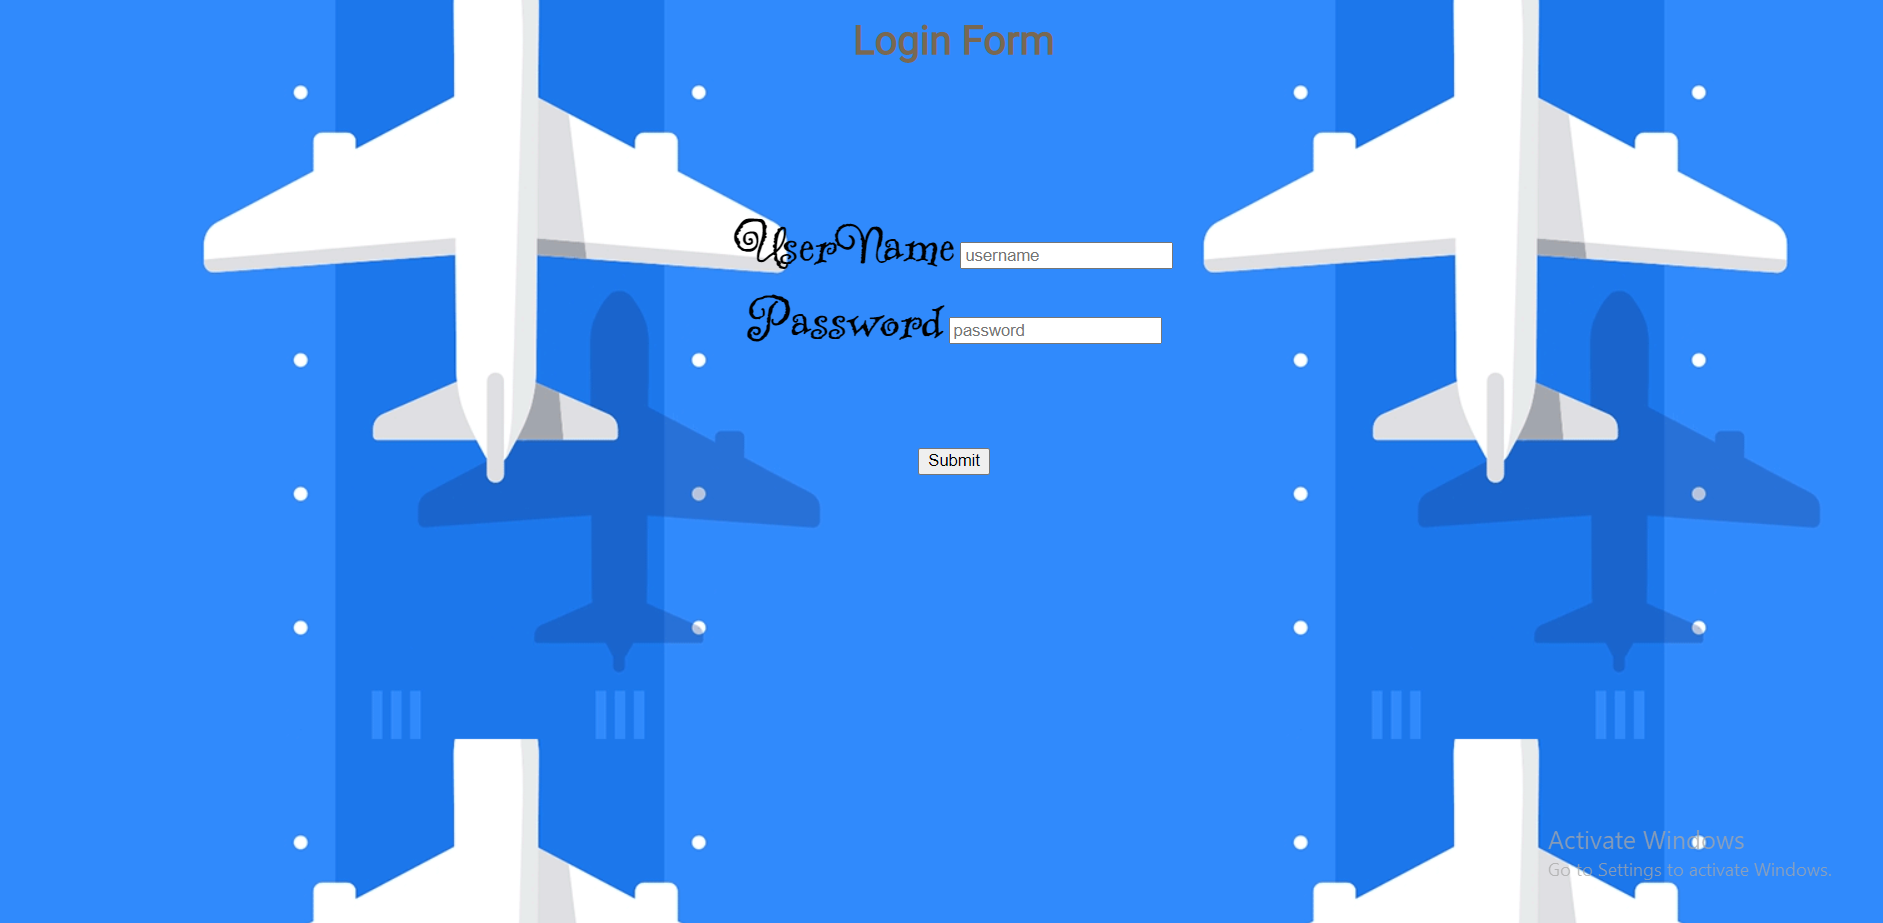 Login Form
UserName username
Password password
Submit
Activate Windows
Go to Settings to activate Windows.